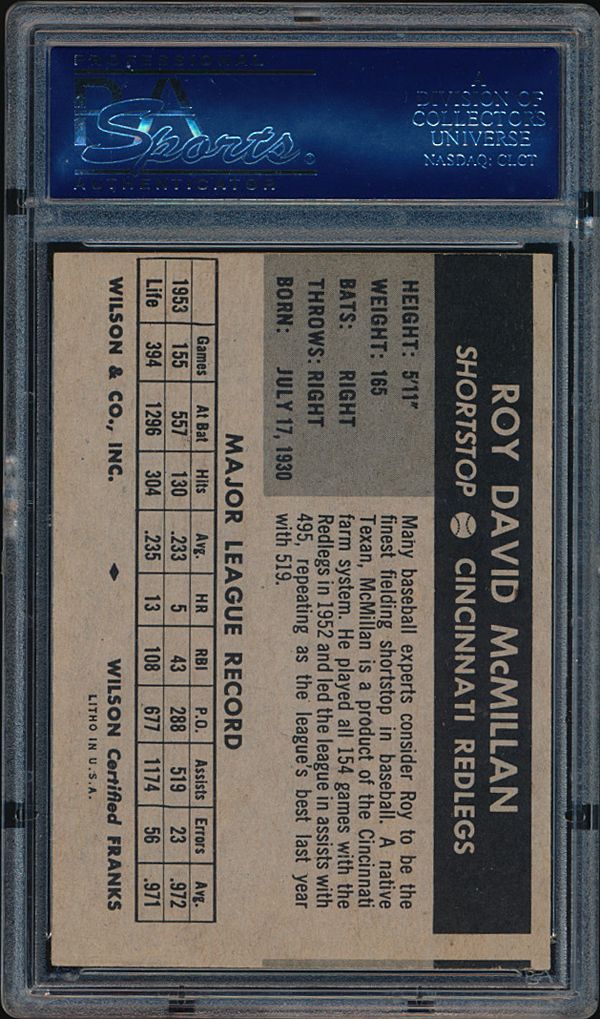 PROFESSIONAL
PSA
Sports
AUTHENTICATOR
A
DIVISION OF
COLLECTORS
UNIVERSE
NASDAQ: CLCT
ROY DAVID McMILLAN
SHORTSTOP CINCINNATI REDLEGS
HEIGHT: 5'11"
WEIGHT: 165
BATS: RIGHT
THROWS: RIGHT
BORN: JULY 17, 1930
Many baseball experts consider Roy to be the
finest fielding shortstop in baseball. A native
Texan, McMillan is a product of the Cincinnati
farm system. He played all 154 games with the
Redlegs in 1952 and led the league in assists with
495, repeating as the league's best last year
with 519.
MAJOR LEAGUE RECORD
Games At Bat Hits Avg. HR RBI P.O. Assists Errors Avg.
1953 155 557 130 .233 5 43 288 519 23 .972
Life 394 1296 304 .235 13 108 677 1174 56 .971
WILSON & CO., INC. ♦ WILSON Certified FRANKS
LITHO IN U.S.A.